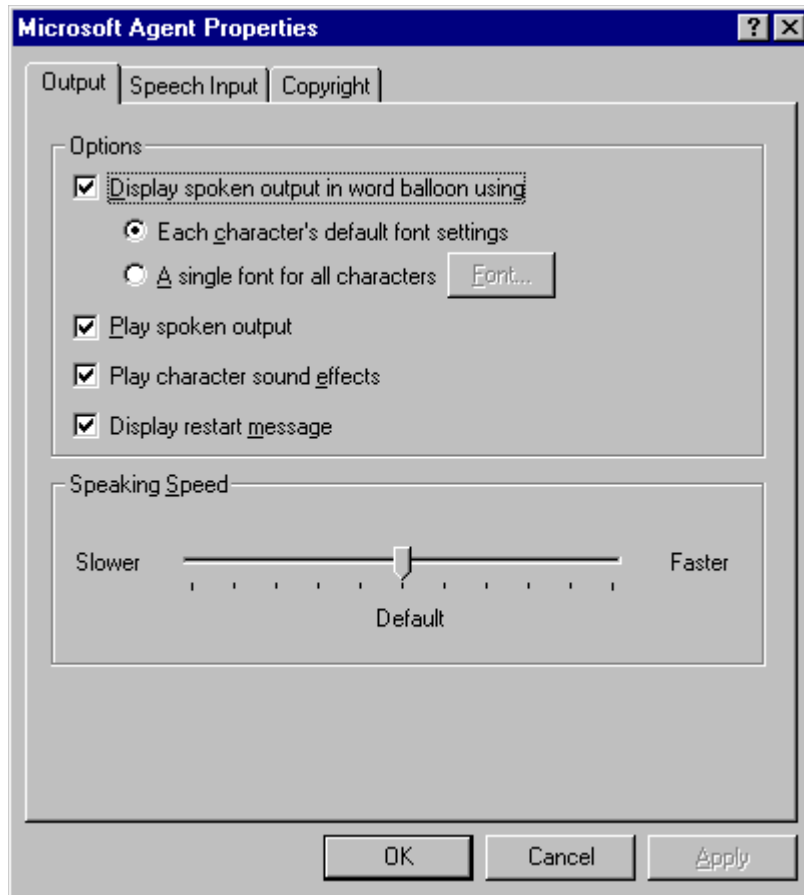 Microsoft Agent Properties
Output Speech Input Copyright
Options
Display spoken output in word balloon using
Each character's default font settings
A single font for all characters Font...
Play spoken output
Play character sound effects
Display restart message
Speaking Speed
Slower Faster
Default
OK Cancel Apply